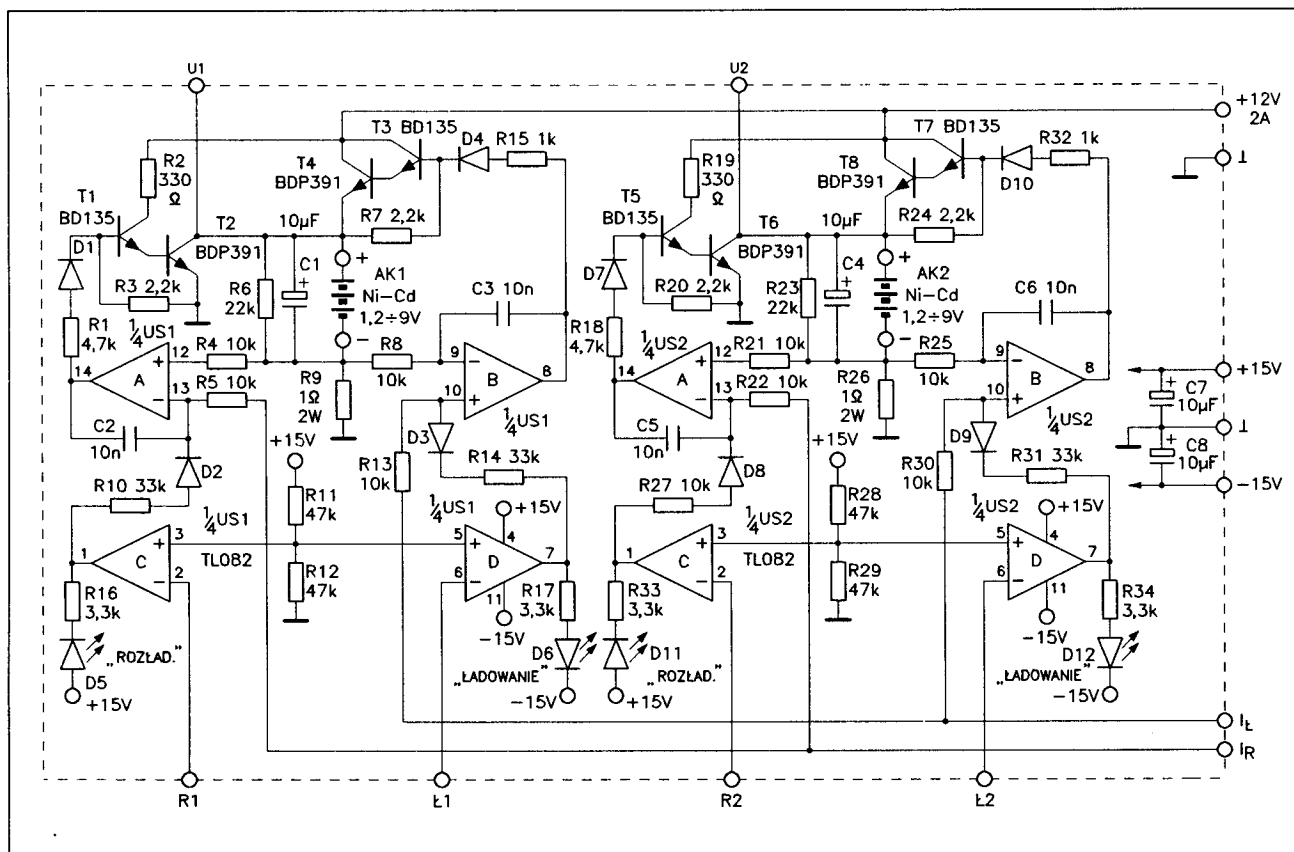 U1
U2
+12V
2A
⊥
T3 BD135
D4
R15 1k
R2
330
Ω
T4
BDP391
T1
BD135
D1
T2
BDP391
10µF
R7 2,2k
C1
+
R3 2,2k
R6
22k
+
AK1
Ni-Cd
1,2÷9V
−
C3 10n
R1
4,7k
1/4US1
14
A
12
+
13
−
R4 10k
R5 10k
R8
10k
R9
1Ω
2W
9
−
10
+
B
8
1/4US1
C2
10n
D2
+15V
D3
R14 33k
R13
10k
R10 33k
R11
47k
1/4US1
1/4US1
+15V
4
1
C
3
+
2
−
TL082
R12
47k
5
+
6
−
D
7
11
−15V
R16
3,3k
R17
3,3k
„ROZŁAD."
D5
+15V
D6
„ŁADOWANIE"
−15V
T7 BD135
R32 1k
D10
R19
330
Ω
T8
BDP391
T5
BD135
D7
T6
BDP391
10µF
R24 2,2k
C4
+
R20 2,2k
R23
22k
+
AK2
Ni-Cd
1,2÷9V
−
C6 10n
R18
4,7k
1/4US2
14
A
12
+
13
−
R21 10k
R22 10k
R25
10k
R26
1Ω
2W
9
−
10
+
B
8
1/4US2
C5
10n
D8
+15V
D9
R31 33k
R30
10k
R27 10k
R28
47k
1/4US2
1/4US2
+15V
4
1
C
3
+
2
−
TL082
R29
47k
5
+
6
−
D
7
11
−15V
R33
3,3k
R34
3,3k
D11
„ROZŁAD."
+15V
D12
„ŁADOWANIE"
−15V
+15V
+
C7
10µF
⊥
+
C8
10µF
−15V
IŁ
IR
R1
Ł1
R2
Ł2